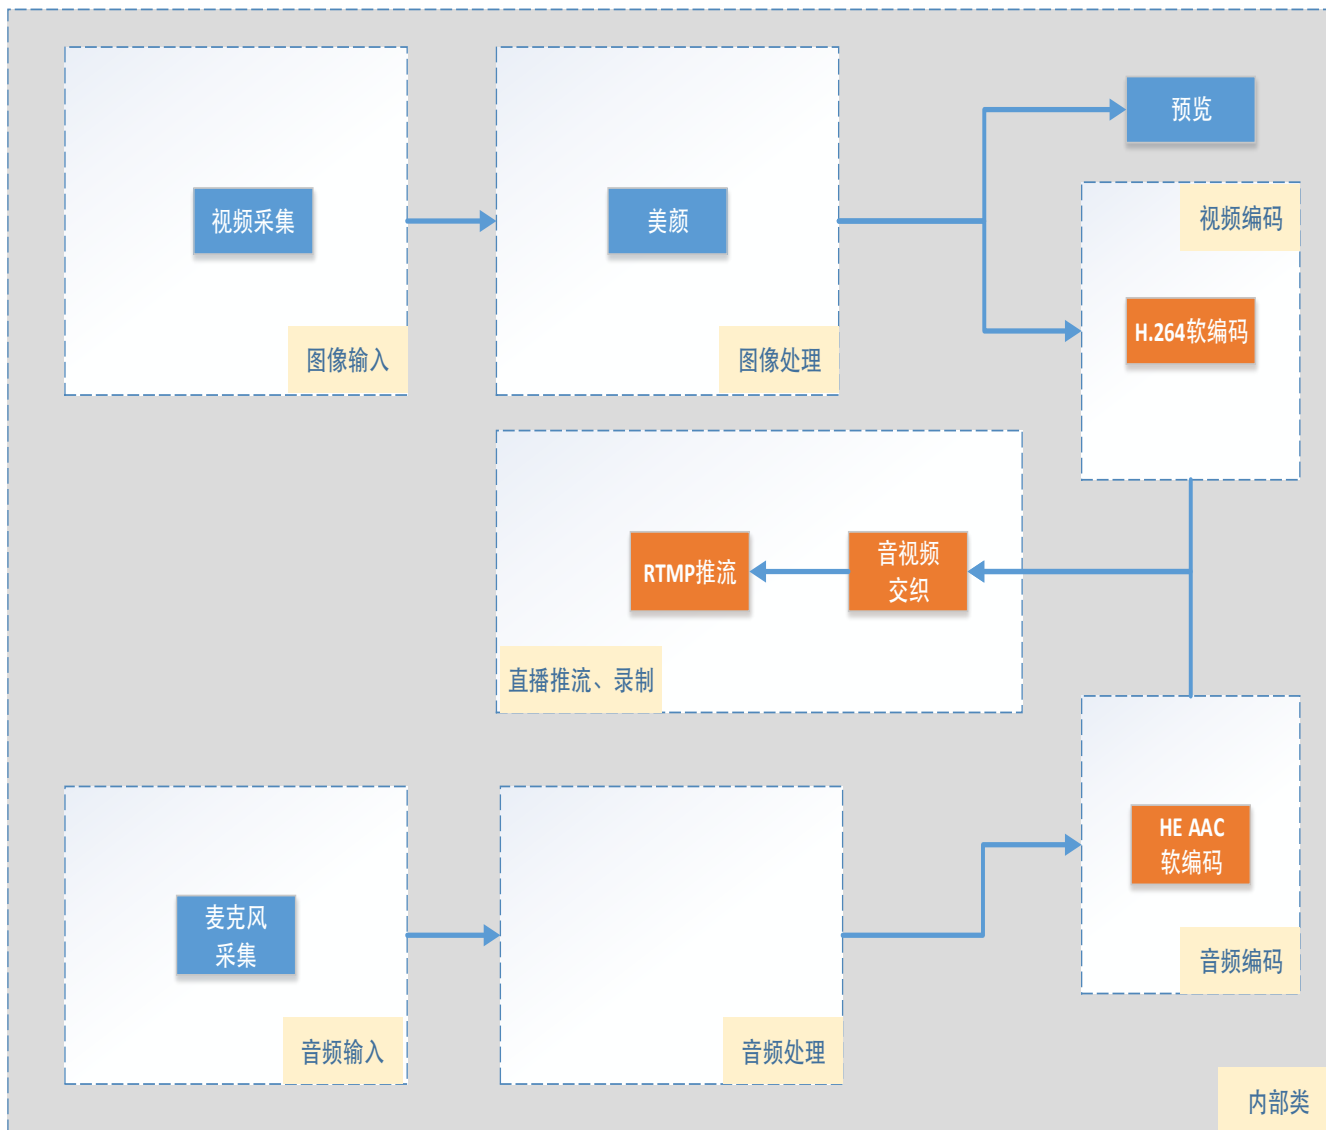 预览
视频采集
美颜
视频编码
H.264软编码
图像输入
图像处理
RTMP推流
音视频
交织
直播推流、录制
HE AAC
软编码
麦克风
采集
音频编码
音频输入
音频处理
内部类